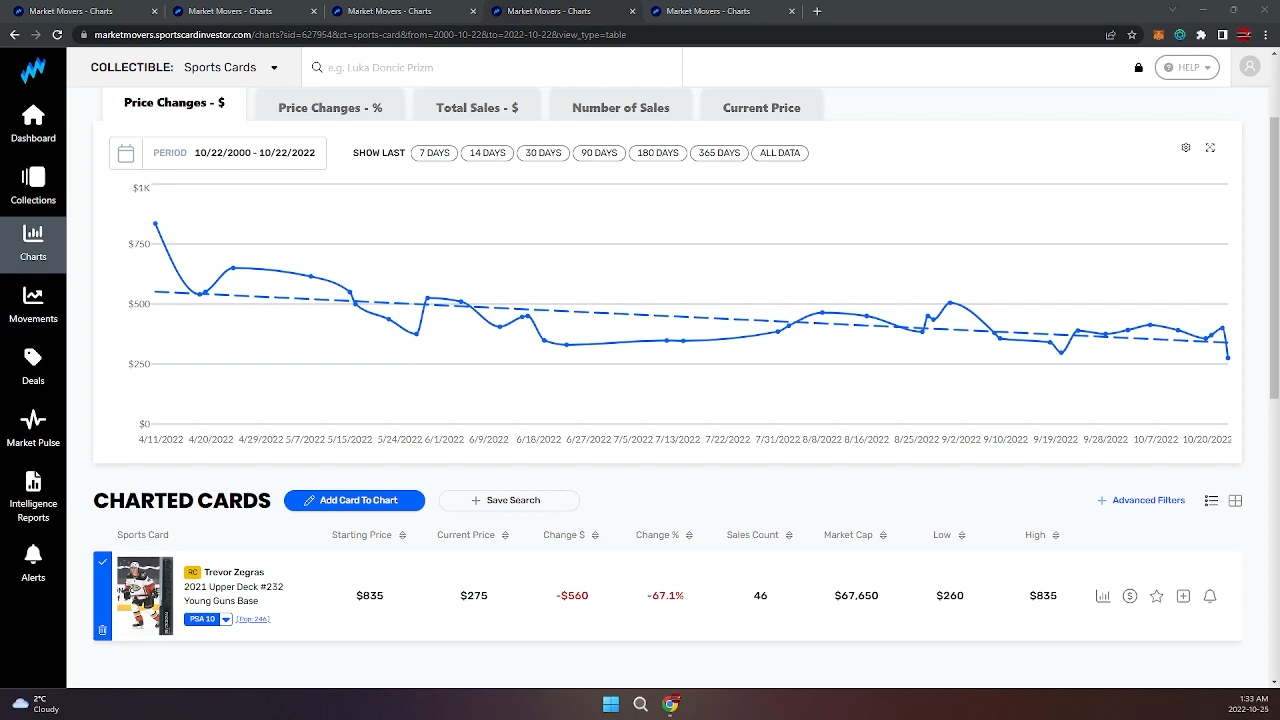 Market Movers - Charts
Market Movers - Charts
Market Movers - Charts
Market Movers - Charts
Market Movers - Charts
marketmovers.sportscardinvestor.com/charts?sid=627954&ct=sports-card&from=2000-10-22&to=2022-10-22&view_type=table
COLLECTIBLE: Sports Cards
e.g. Luka Doncic Prizm
HELP
Dashboard
Collections
Charts
Movements
Deals
Market Pulse
Intelligence
Reports
Alerts
Price Changes - $
Price Changes - %
Total Sales - $
Number of Sales
Current Price
PERIOD 10/22/2000 - 10/22/2022
SHOW LAST 7 DAYS 14 DAYS 30 DAYS 90 DAYS 180 DAYS 365 DAYS ALL DATA
$1K
$750
$500
$250
$0
4/11/2022 4/20/2022 4/29/2022 5/7/2022 5/15/2022 5/24/2022 6/1/2022 6/9/2022 6/18/2022 6/27/2022 7/5/2022 7/13/2022 7/22/2022 7/31/2022 8/8/2022 8/16/2022 8/25/2022 9/2/2022 9/10/2022 9/19/2022 9/28/2022 10/7/2022 10/20/2022
CHARTED CARDS
Add Card To Chart
+ Save Search
+ Advanced Filters
Sports Card Starting Price Current Price Change $ Change % Sales Count Market Cap Low High
RC Trevor Zegras
2021 Upper Deck #232
Young Guns Base
PSA 10 (Pop: 246)
$835 $275 -$560 -67.1% 46 $67,650 $260 $835
2°C
Cloudy
1:33 AM
2022-10-25